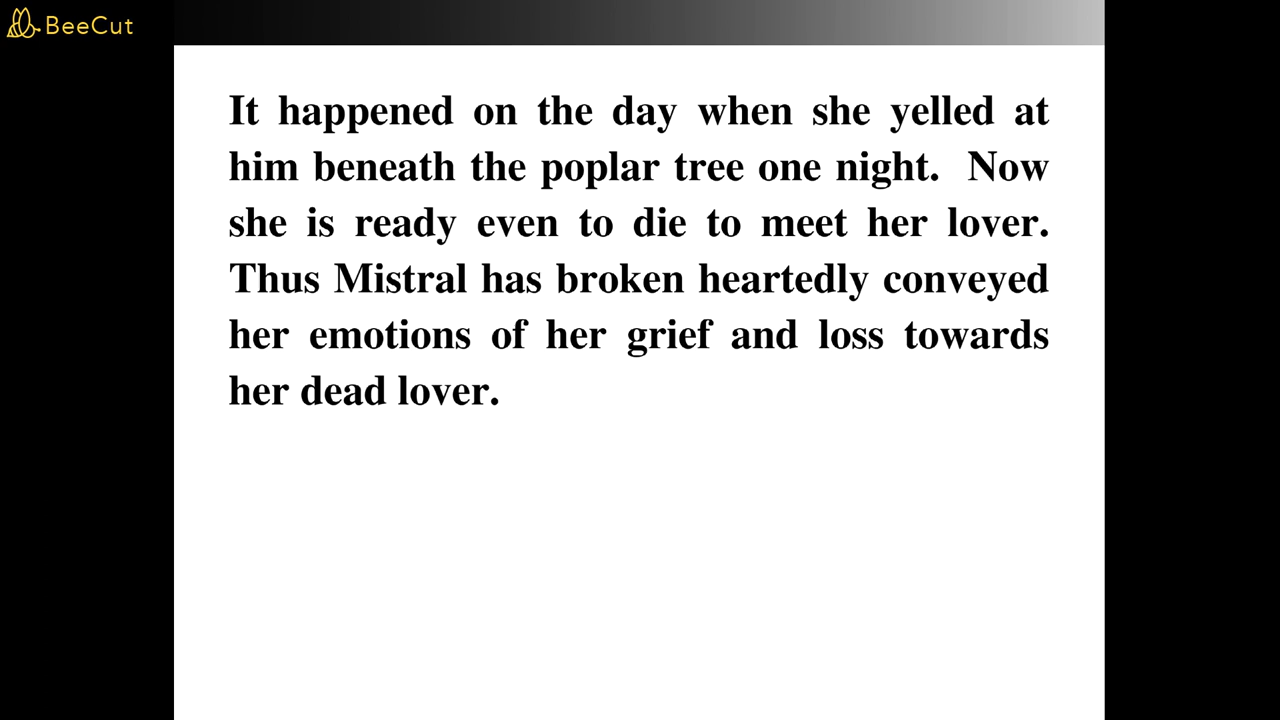 BeeCut
It happened on the day when she yelled at
him beneath the poplar tree one night. Now
she is ready even to die to meet her lover.
Thus Mistral has broken heartedly conveyed
her emotions of her grief and loss towards
her dead lover.